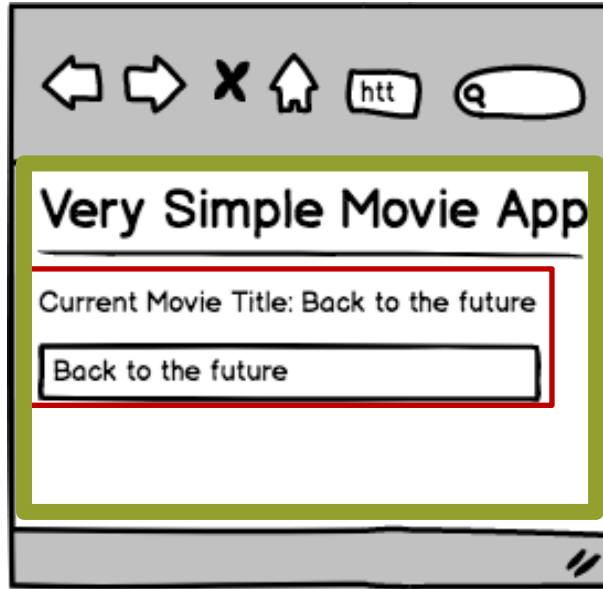 htt
Very Simple Movie App
Current Movie Title: Back to the future
Back to the future